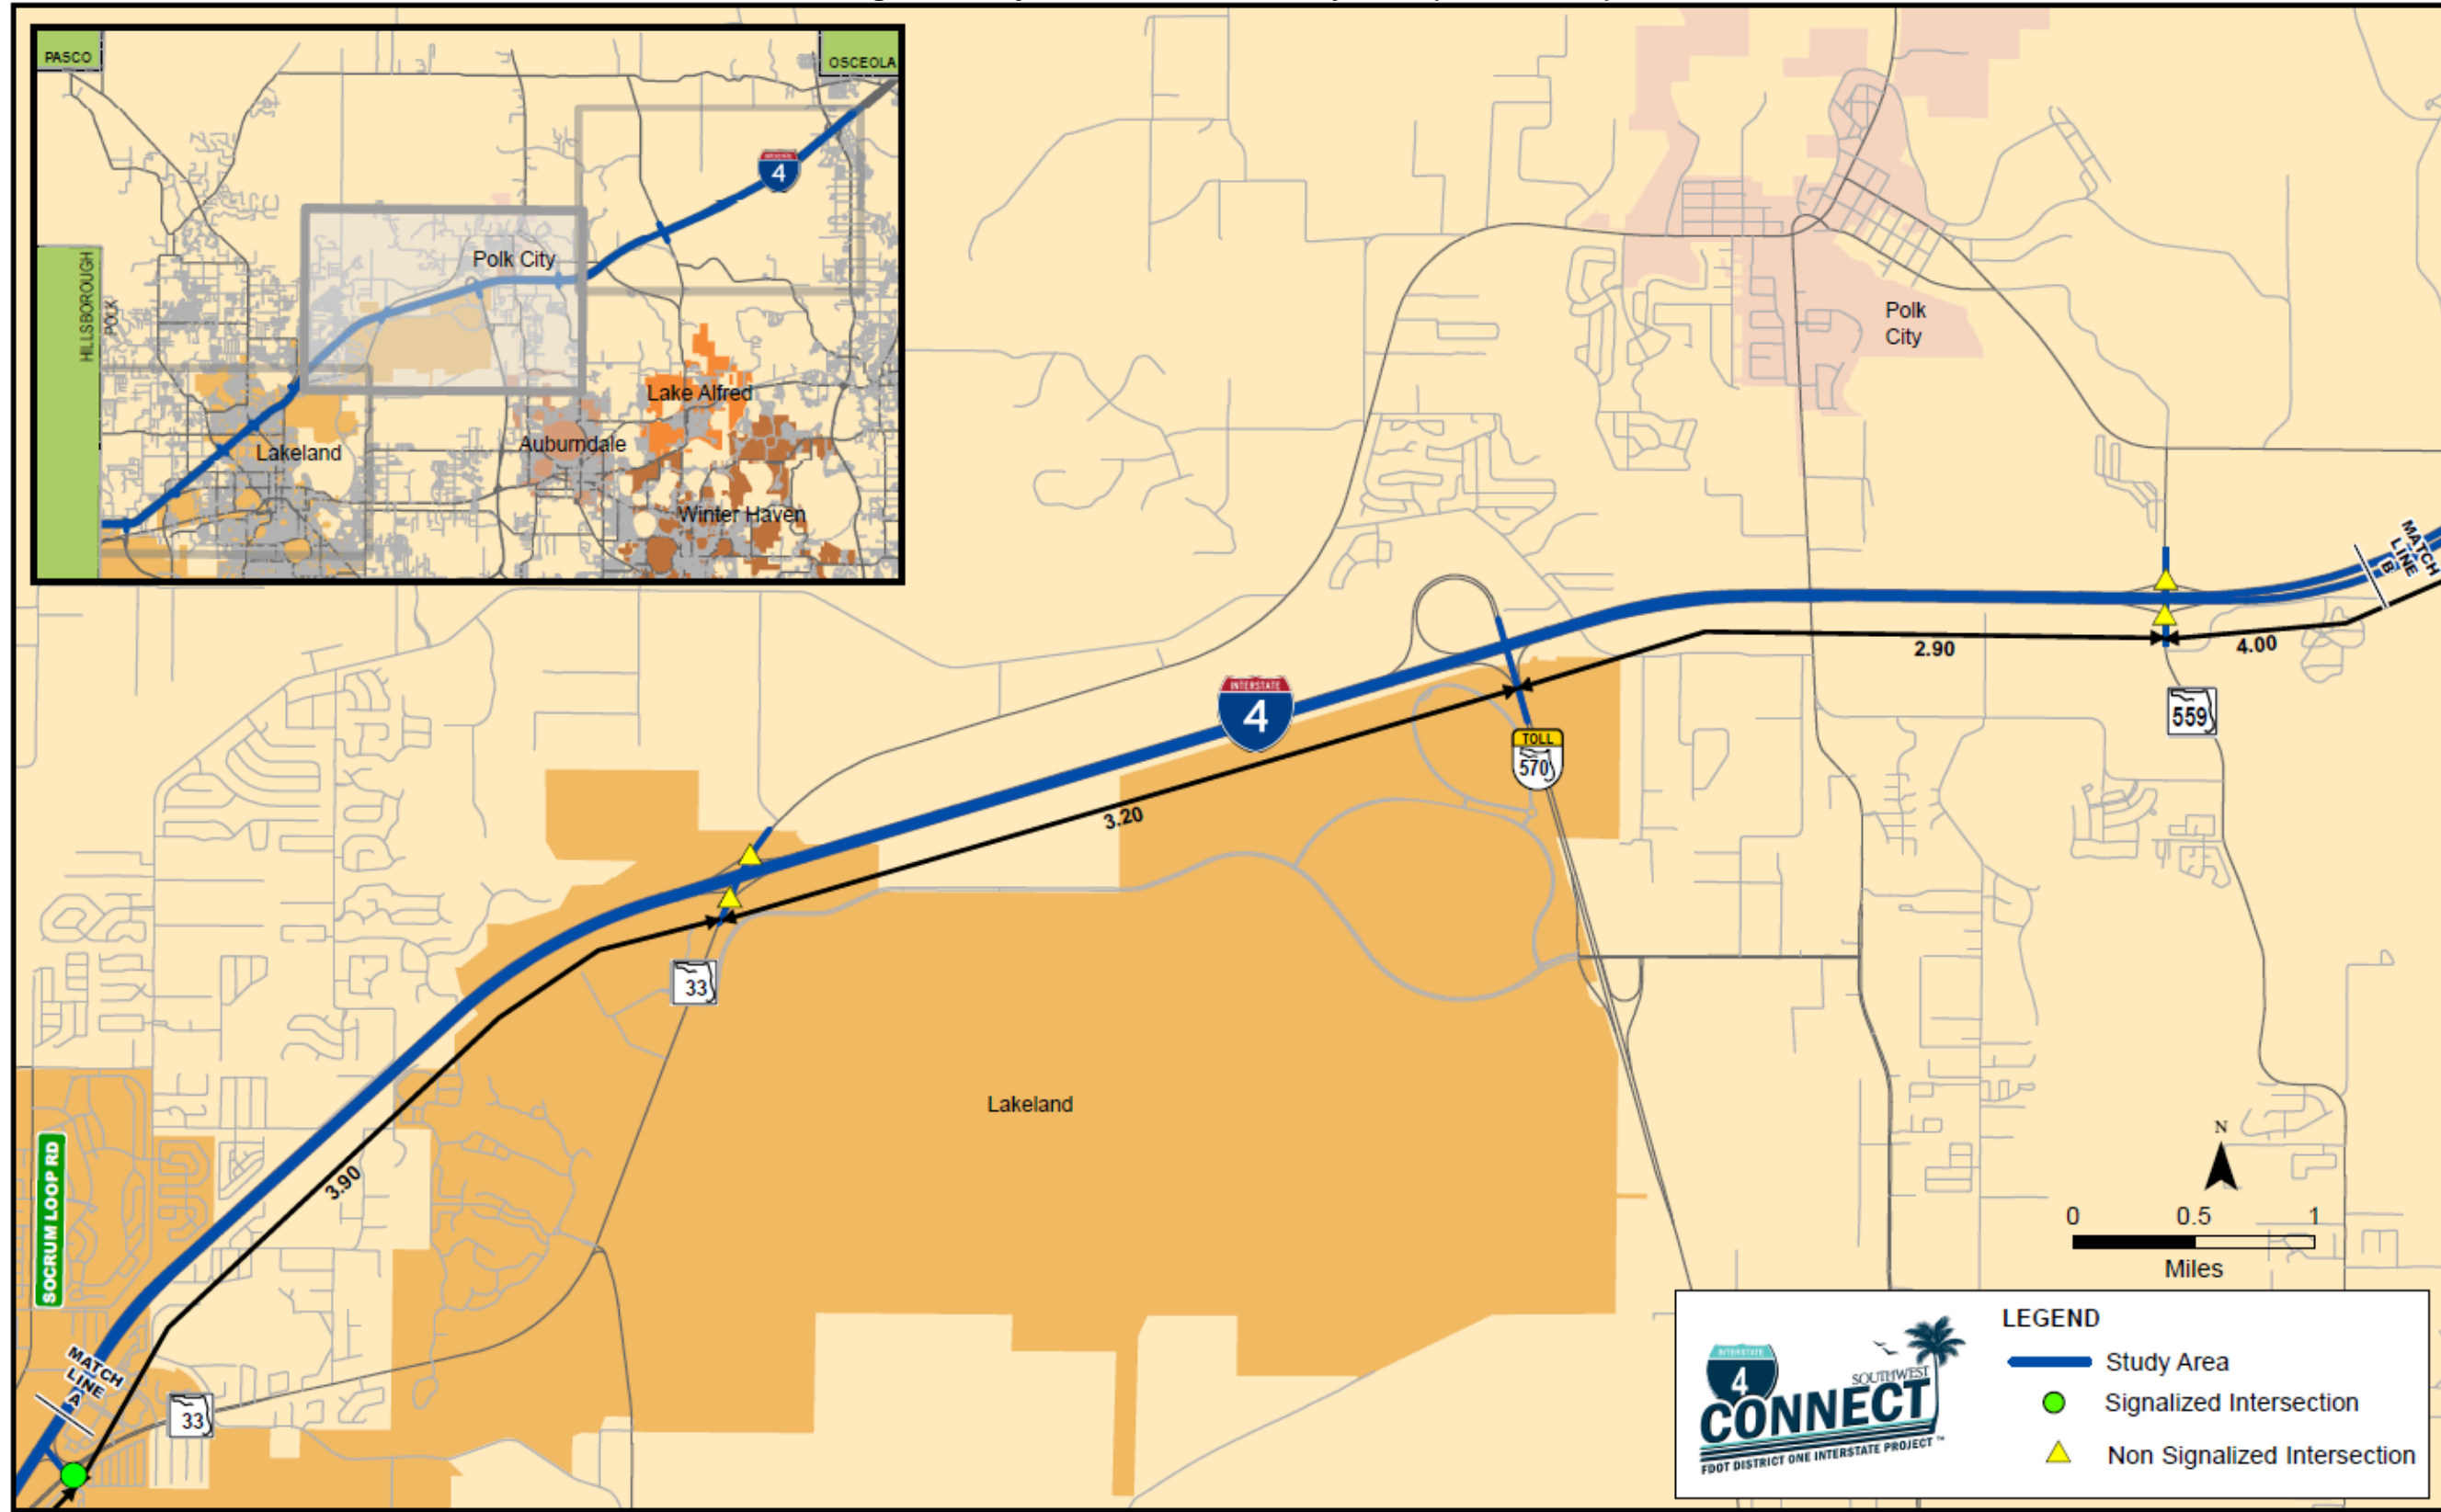 PASCO
OSCEOLA
HILLSBOROUGH
POLK
INTERSTATE
4
Polk City
Lake Alfred
Auburndale
Lakeland
Winter Haven
Polk
City
MATCH
LINE
B
2.90
4.00
559
INTERSTATE
4
TOLL
570
3.20
33
Lakeland
3.90
SOCRUM LOOP RD
MATCH
LINE
A
33
N
0 0.5 1
Miles
LEGEND
Study Area
Signalized Intersection
Non Signalized Intersection
INTERSTATE
4
SOUTHWEST
CONNECT
FDOT DISTRICT ONE INTERSTATE PROJECT ™